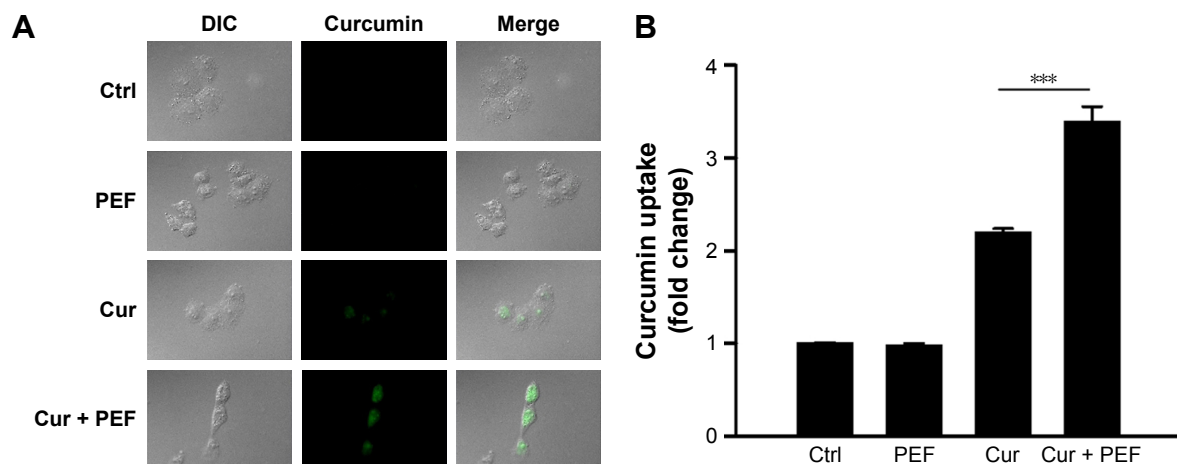 A
DIC Curcumin Merge
Ctrl
PEF
Cur
Cur + PEF
B
Curcumin uptake
(fold change)
4
3
2
1
0
***
Ctrl PEF Cur Cur + PEF